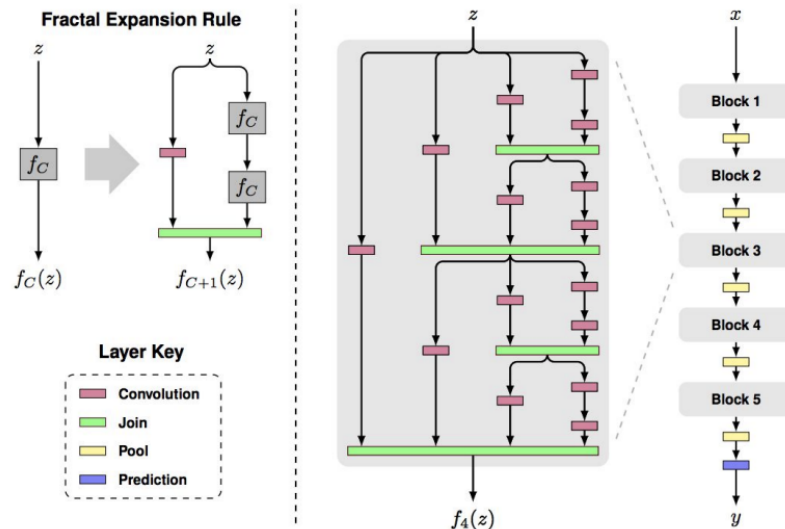 Fractal Expansion Rule
z
z
f_C
f_C
f_C
f_C(z)
f_{C+1}(z)
Layer Key
Convolution
Join
Pool
Prediction
z
f_4(z)
x
Block 1
Block 2
Block 3
Block 4
Block 5
y